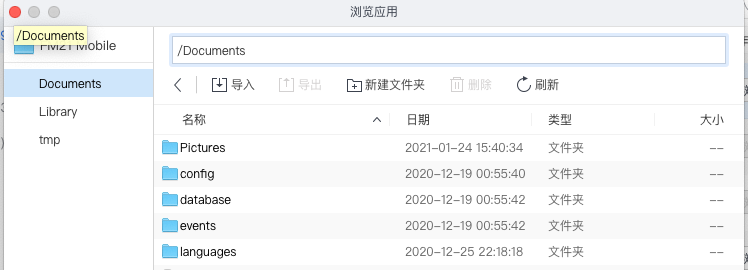 浏览应用
/Documents
Mobile
/Documents
导入
导出
新建文件夹
删除
刷新
Documents
Library
tmp
名称 日期 类型 大小
Pictures 2021-01-24 15:40:34 文件夹 --
config 2020-12-19 00:55:40 文件夹 --
database 2020-12-19 00:55:42 文件夹 --
events 2020-12-19 00:55:42 文件夹 --
languages 2020-12-25 22:18:18 文件夹 --